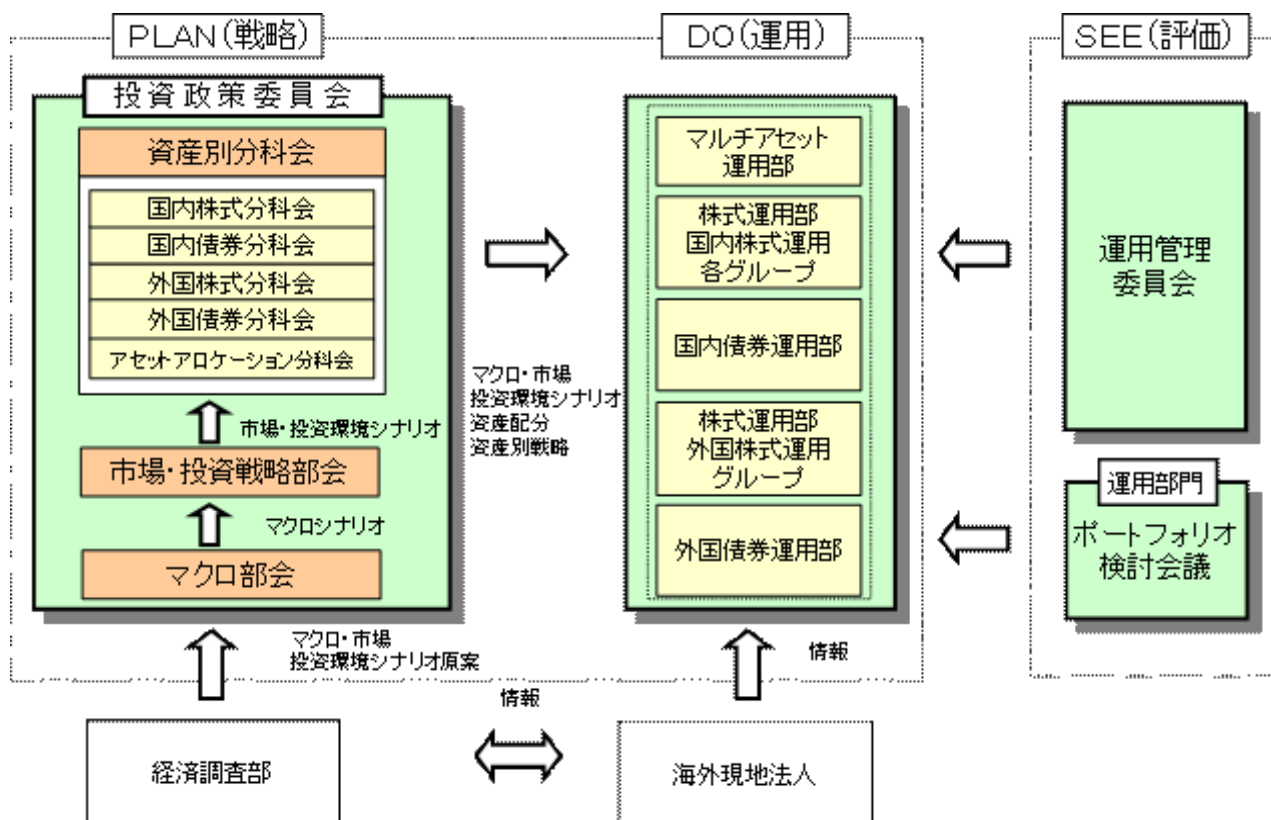 PLAN(戦略)
投資政策委員会
資産別分科会
国内株式分科会
国内債券分科会
外国株式分科会
外国債券分科会
アセットアロケーション分科会
市場・投資環境シナリオ
市場・投資戦略部会
マクロシナリオ
マクロ部会
マクロ・市場
投資環境シナリオ原案
経済調査部
マクロ・市場
投資環境シナリオ
資産配分
資産別戦略
情報
DO(運用)
マルチアセット
運用部
株式運用部
国内株式運用
各グループ
国内債券運用部
株式運用部
外国株式運用
グループ
外国債券運用部
情報
海外現地法人
SEE(評価)
運用管理
委員会
運用部門
ポートフォリオ
検討会議